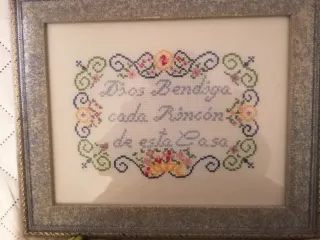 Dios Bendiga
cada Rincón
de esta Casa